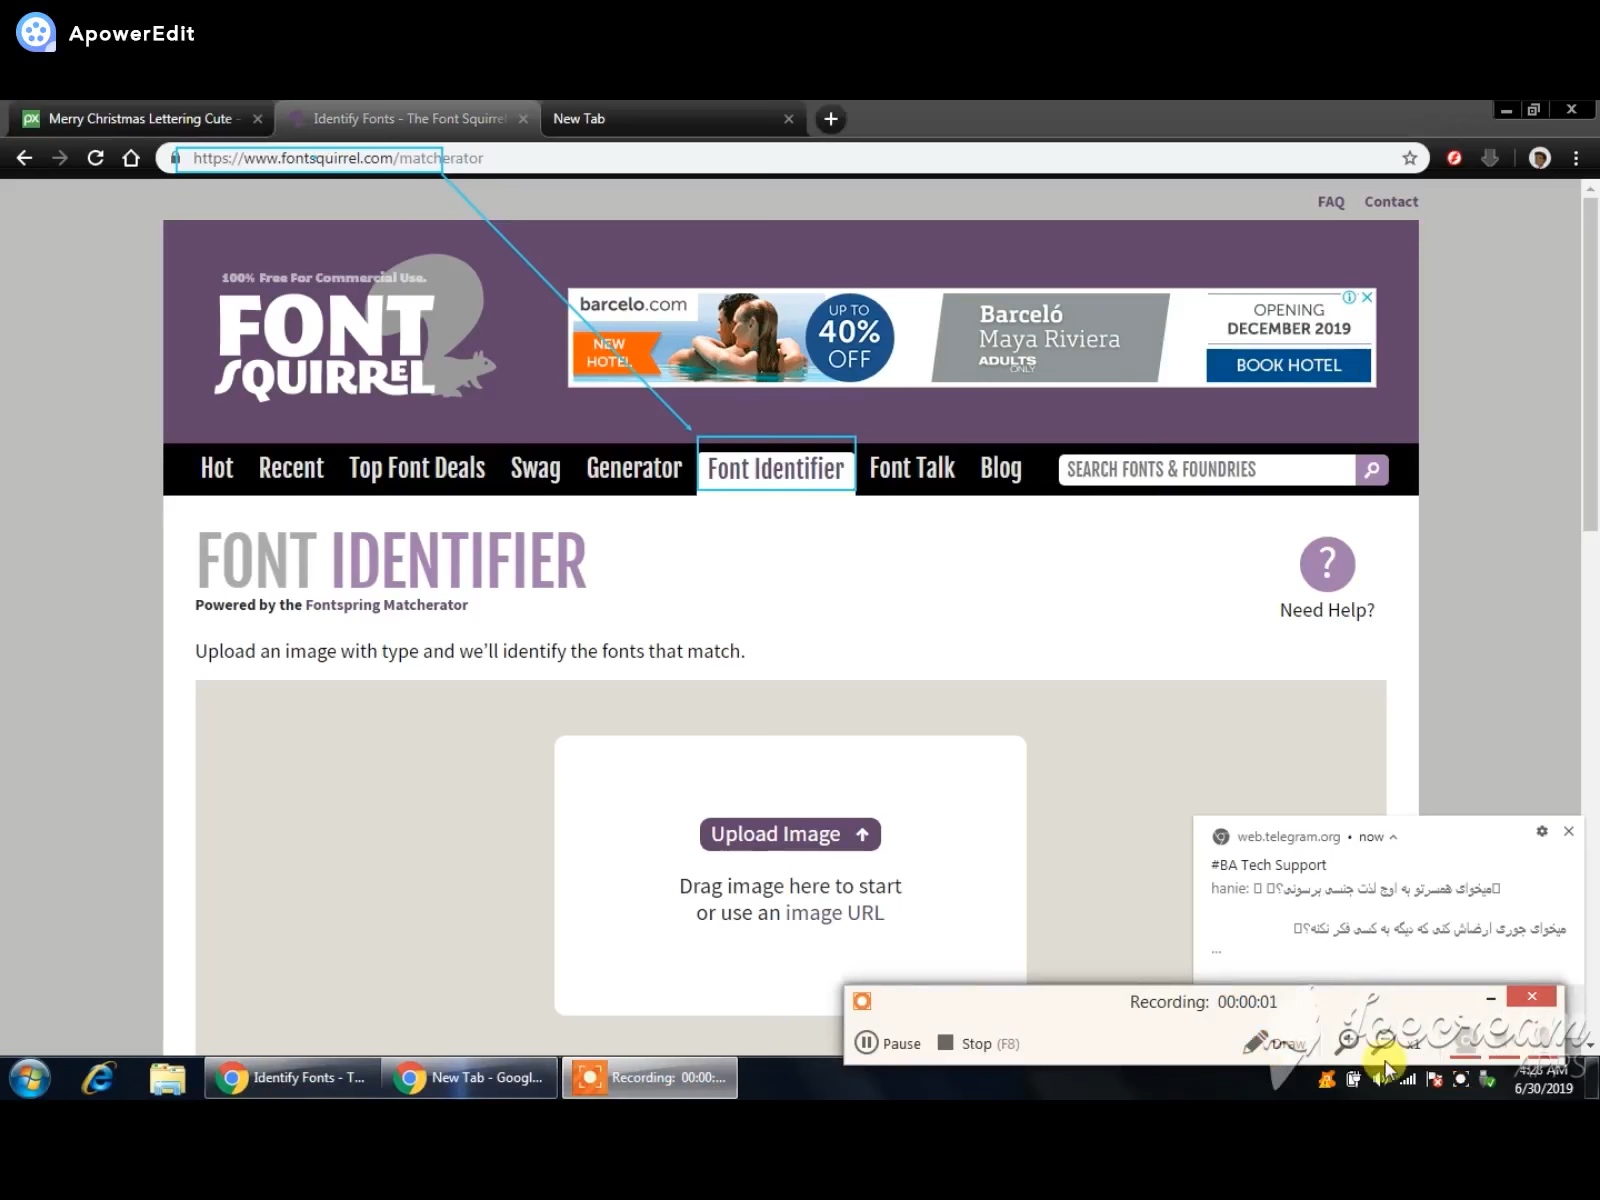 ApowerEdit
Merry Christmas Lettering Cute -
Identify Fonts - The Font Squirrel
New Tab
https://www.fontsquirrel.com/matcherator
FAQ Contact
100% Free For Commercial Use.
FONT
SQUIRREL
barcelo.com
NEW
HOTEL
UP TO
40%
OFF
Barceló
Maya Riviera
ADULTS
ONLY
OPENING
DECEMBER 2019
BOOK HOTEL
Hot Recent Top Font Deals Swag Generator Font Identifier Font Talk Blog SEARCH FONTS & FOUNDRIES
FONT IDENTIFIER
Powered by the Fontspring Matcherator
?
Need Help?
Upload an image with type and we'll identify the fonts that match.
Upload Image
Drag image here to start
or use an image URL
web.telegram.org • now
#BA Tech Support
hanie: میخوای همسرتو به اوج لذت جنسی برسونی؟
میخوای جوری ارضاش کنی که دیگه به کسی فکر نکنه؟
...
Recording: 00:00:01
Pause Stop (F8) Draw x1
Icecream
APPS
Identify Fonts - T...
New Tab - Googl...
Recording: 00:00:...
4:28 AM
6/30/2019